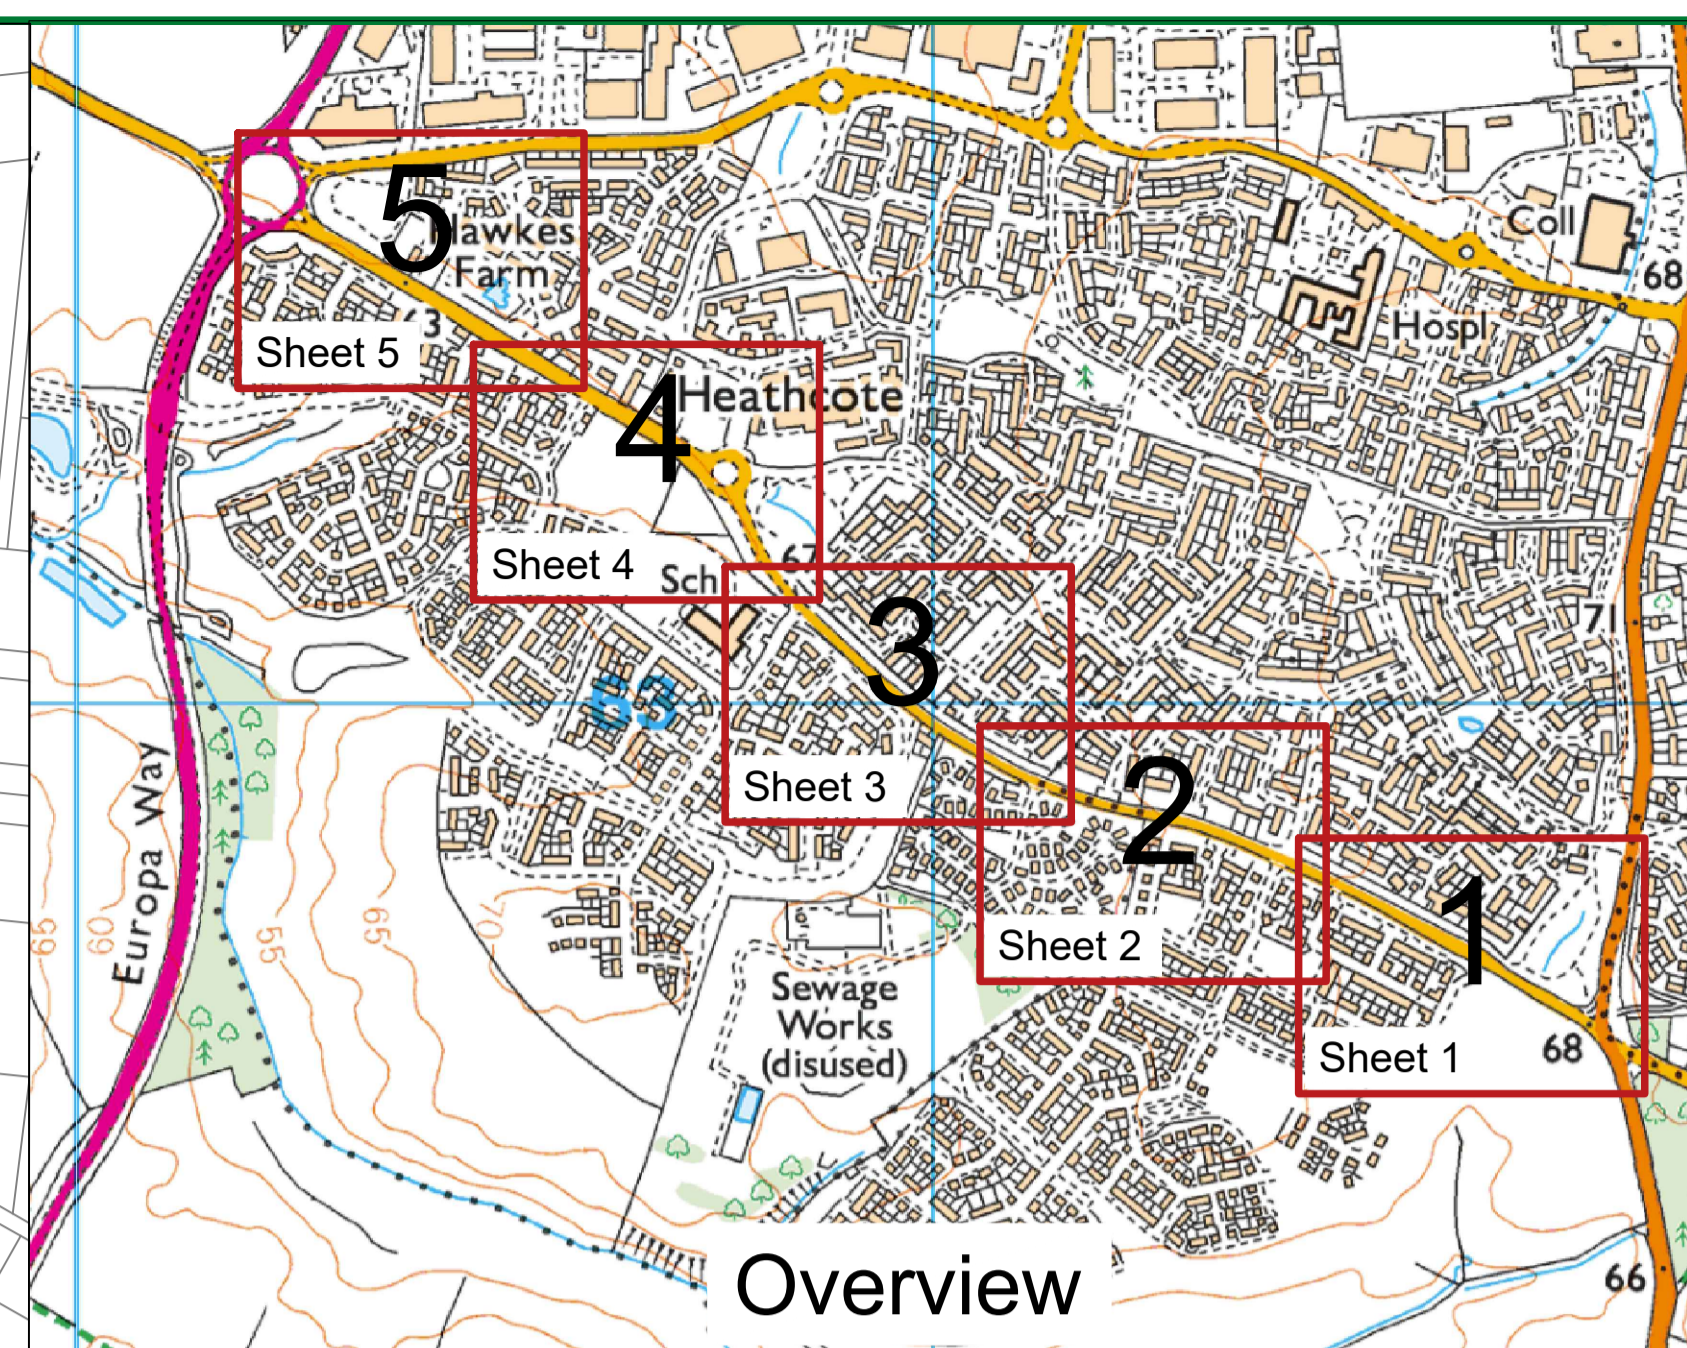 5
Hawkes
Farm
63
Sheet 5
Coll
68
Hospl
4
Heathcote
Sheet 4
67
Sch
3
71
63
Sheet 3
2
Europa Way
65
60
55
65
70
Sheet 2
1
Sewage
Works
(disused)
Sheet 1
68
Overview
66